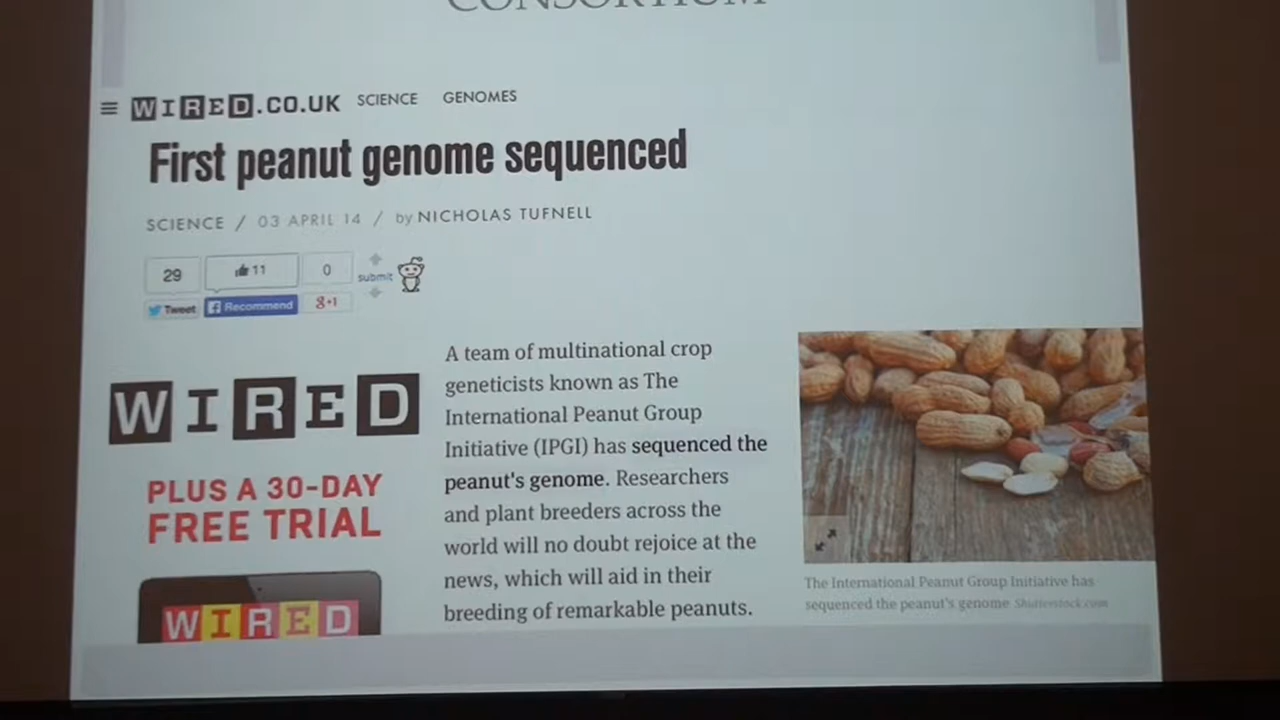 CONSORTIUM
WIRED.CO.UK SCIENCE GENOMES
First peanut genome sequenced
SCIENCE / 03 APRIL 14 / by NICHOLAS TUFNELL
29 11 0 submit
Tweet Recommend g+1
WIRED
PLUS A 30-DAY
FREE TRIAL
WIRED
A team of multinational crop
geneticists known as The
International Peanut Group
Initiative (IPGI) has sequenced the
peanut's genome. Researchers
and plant breeders across the
world will no doubt rejoice at the
news, which will aid in their
breeding of remarkable peanuts.
The International Peanut Group Initiative has
sequenced the peanut's genome Shutterstock.com